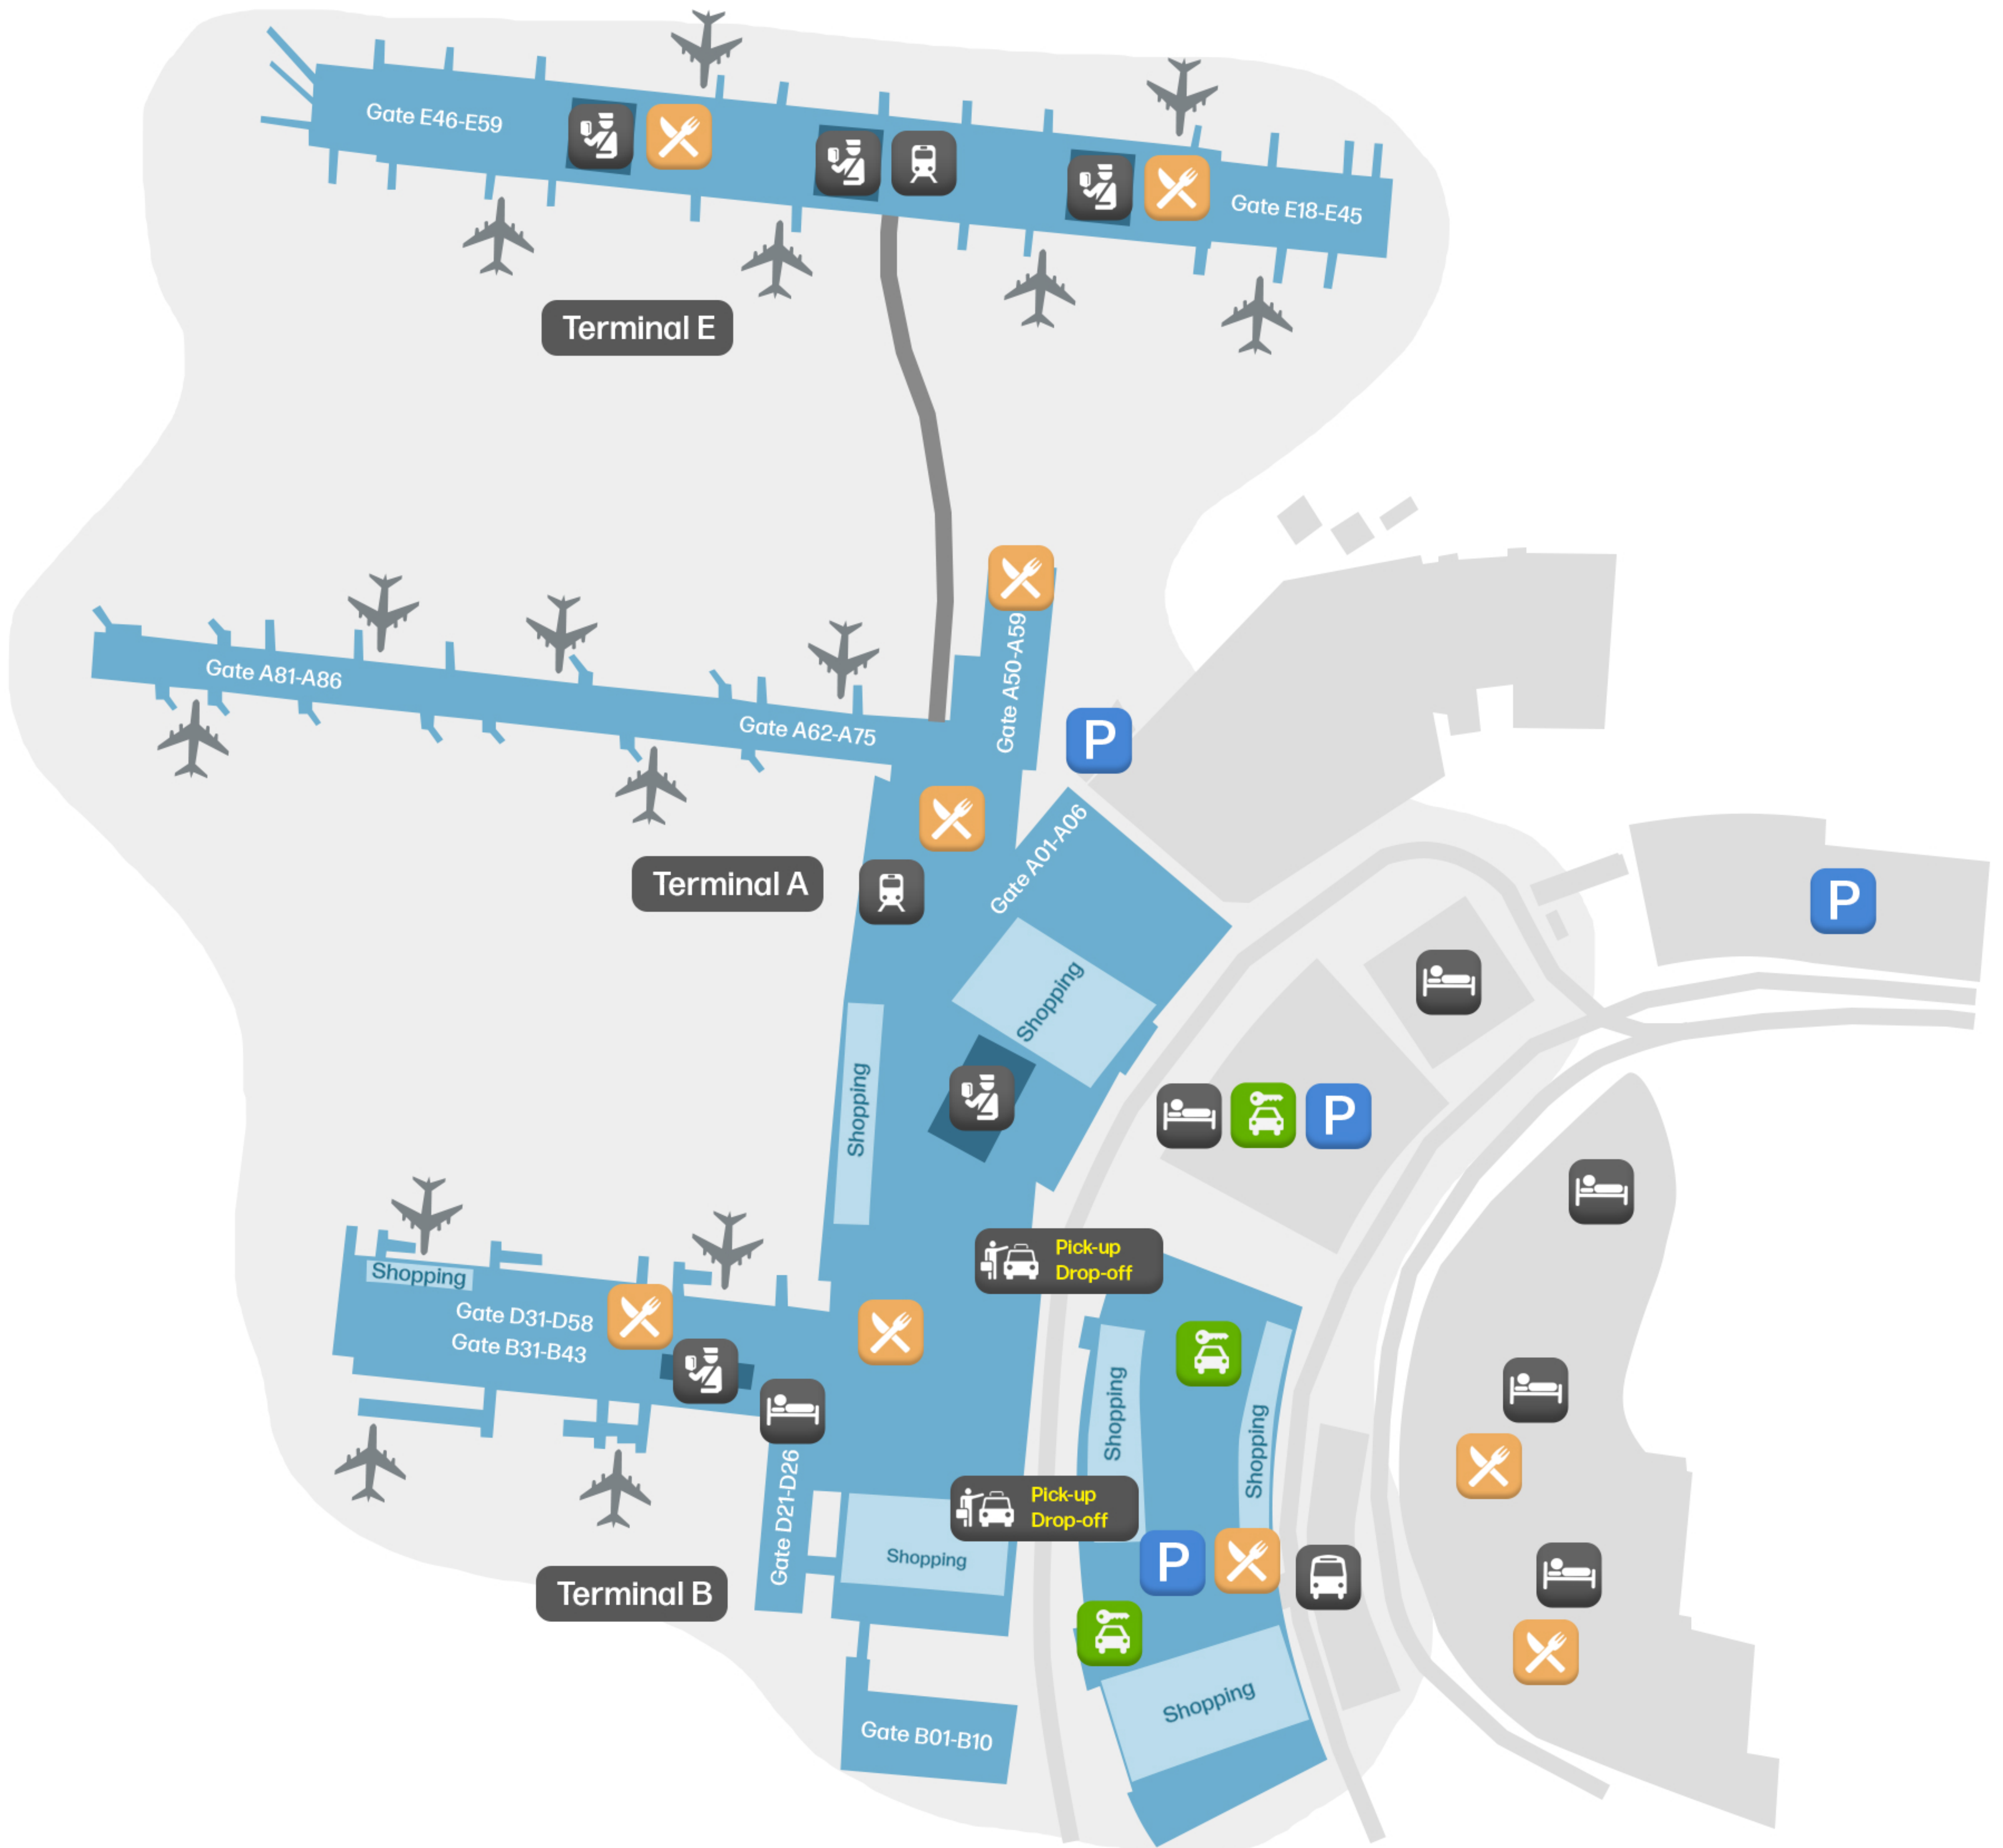 Gate E46-E59
Gate E18-E45
Terminal E
Gate A50-A59
Gate A81-A86
Gate A62-A75
P
Gate A01-A06
Terminal A
P
Shopping
Shopping
P
Pick-up
Drop-off
Shopping
Gate D31-D58
Gate B31-B43
Shopping
Shopping
Gate D21-D26
Pick-up
Drop-off
Shopping
P
Terminal B
Shopping
Gate B01-B10